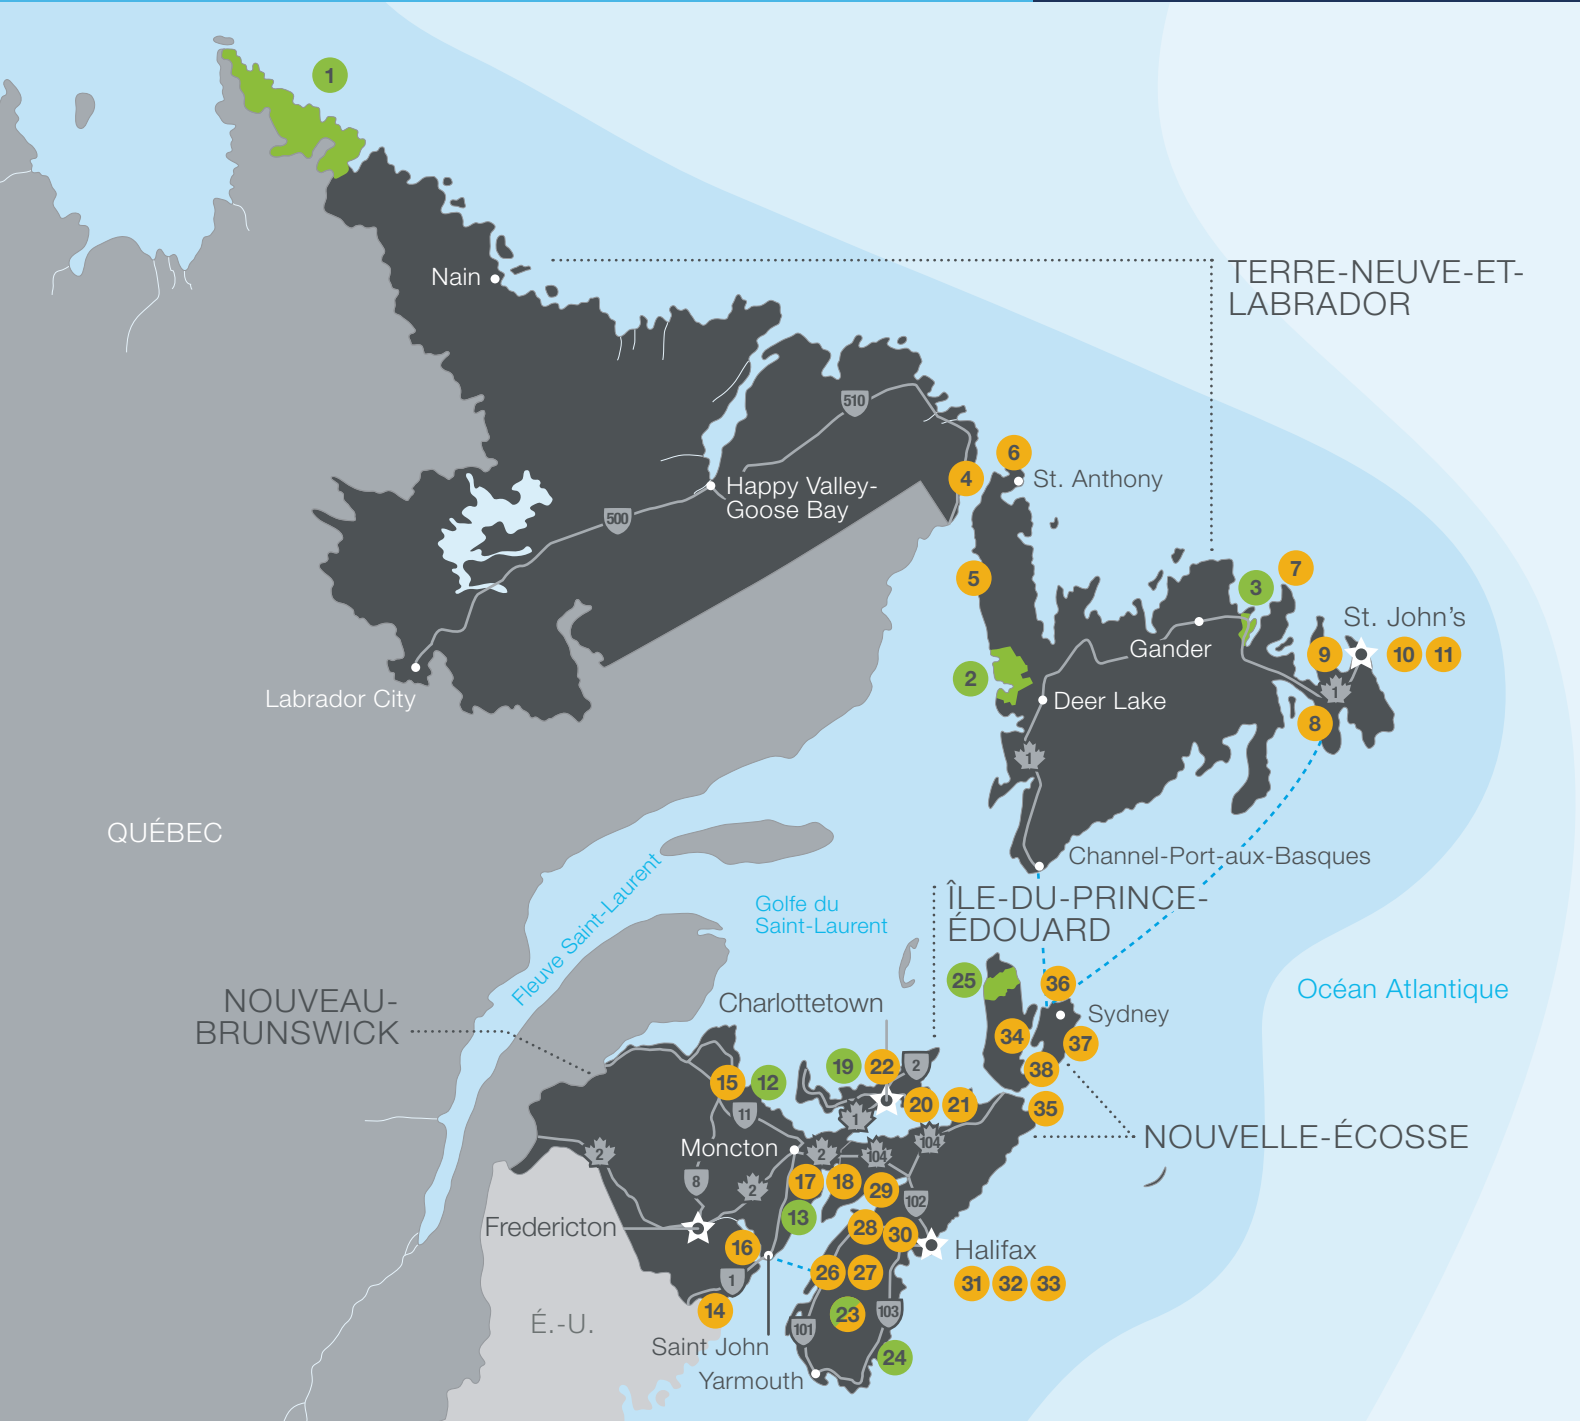 1
Nain
TERRE-NEUVE-ET-
LABRADOR
510
6
4
St. Anthony
Happy Valley-
Goose Bay
500
5
7
3
St. John's
Gander
9
10
11
2
Labrador City
Deer Lake
1
8
1
QUÉBEC
Channel-Port-aux-Basques
Fleuve Saint-Laurent
Golfe du
Saint-Laurent
ÎLE-DU-PRINCE-
ÉDOUARD
25
36
Océan Atlantique
NOUVEAU-
BRUNSWICK
Charlottetown
Sydney
34
37
38
15
12
19
22
2
20
21
35
11
1
104
NOUVELLE-ÉCOSSE
Moncton
2
2
104
8
2
17
18
29
102
13
Fredericton
28
30
16
Halifax
26
27
31
32
33
1
14
23
103
É.-U.
101
Saint John
24
Yarmouth